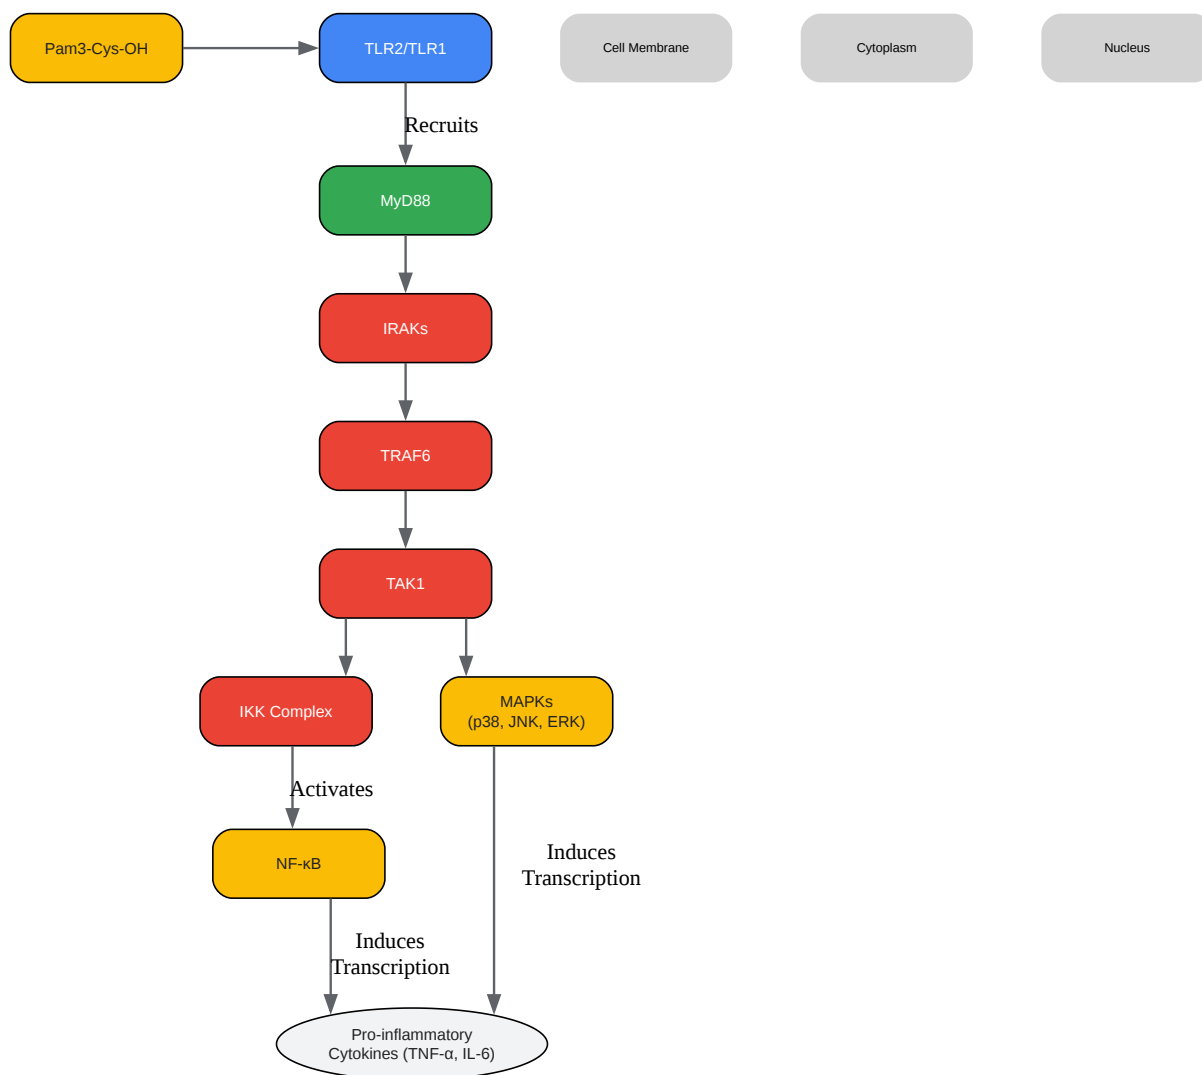 Pam3-Cys-OH
TLR2/TLR1
Cell Membrane
Cytoplasm
Nucleus
Recruits
MyD88
IRAKs
TRAF6
TAK1
IKK Complex
MAPKs
(p38, JNK, ERK)
Activates
NF-κB
Induces
Transcription
Induces
Transcription
Pro-inflammatory
Cytokines (TNF-α, IL-6)